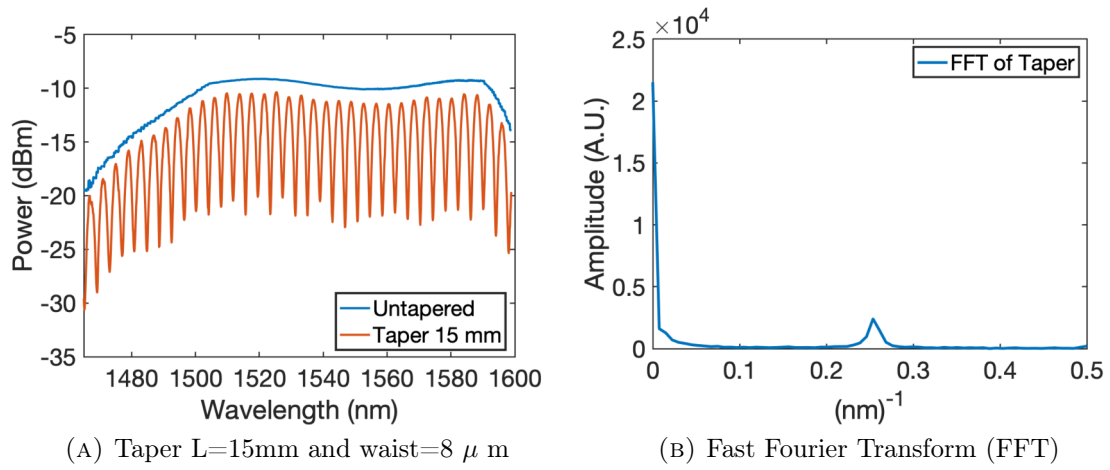 -5
-10
-15
-20
-25
-30
-35
Power (dBm)
1480 1500 1520 1540 1560 1580 1600
Wavelength (nm)
Untapered
Taper 15 mm
(A) Taper L=15mm and waist=8 μ m
×10⁴
2.5
2
1.5
1
0.5
0
Amplitude (A.U.)
FFT of Taper
0 0.1 0.2 0.3 0.4 0.5
(nm)⁻¹
(B) Fast Fourier Transform (FFT)